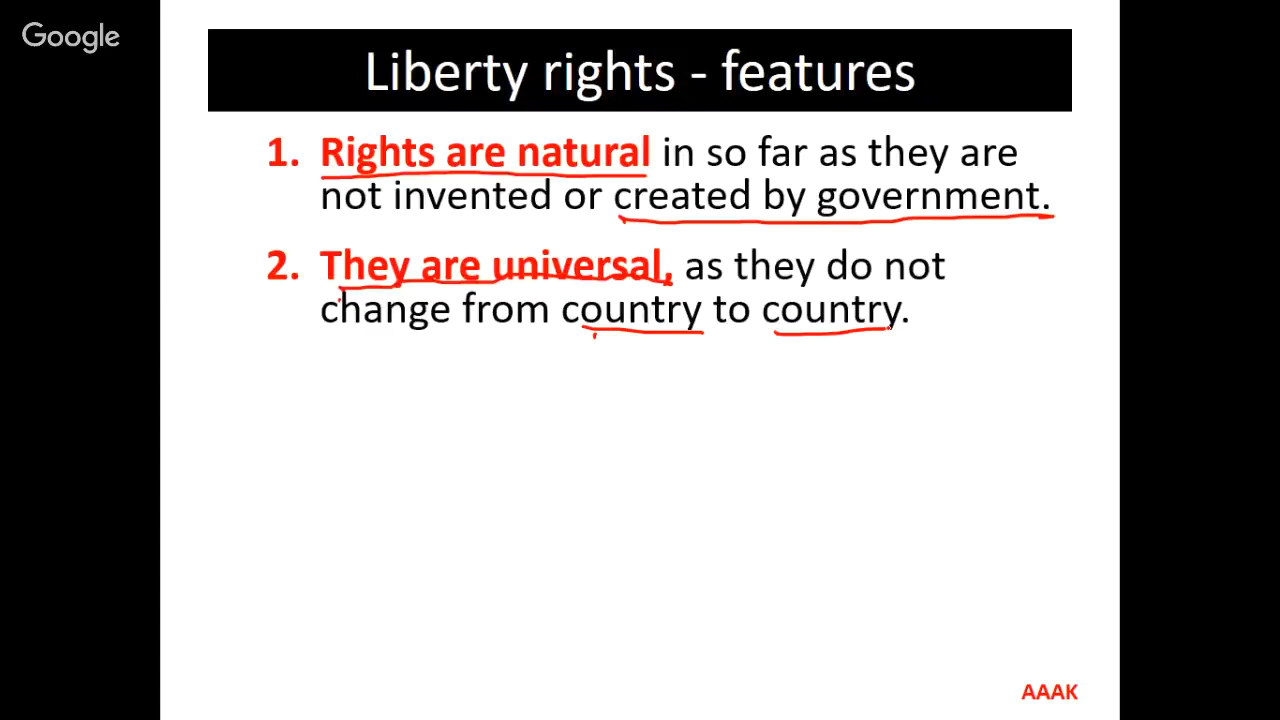 Google
Liberty rights - features
1. Rights are natural in so far as they are
not invented or created by government.
2. They are universal, as they do not
change from country to country.
AAAK